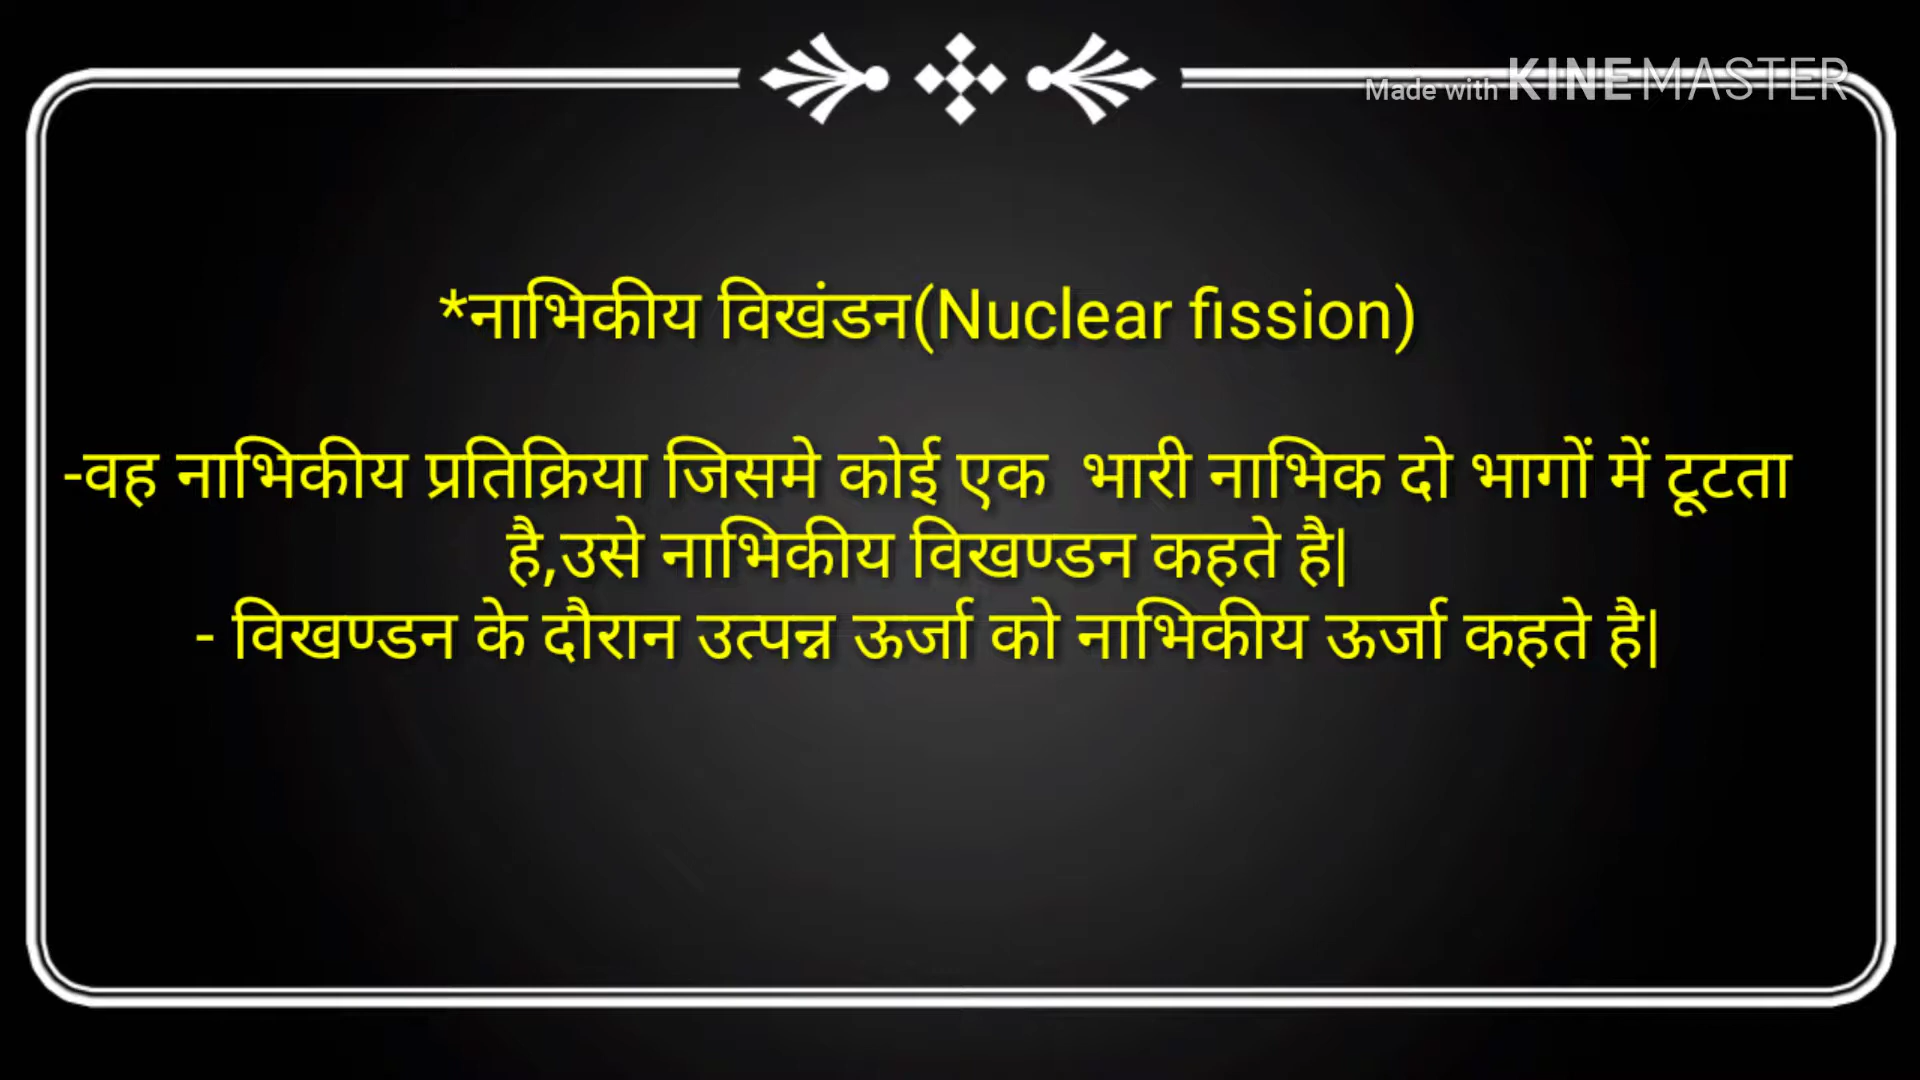 Made with KINEMASTER
*नाभिकीय विखंडन(Nuclear fission)
-वह नाभिकीय प्रतिक्रिया जिसमे कोई एक  भारी नाभिक दो भागों में टूटता
है,उसे नाभिकीय विखण्डन कहते है|
- विखण्डन के दौरान उत्पन्न ऊर्जा को नाभिकीय ऊर्जा कहते है|